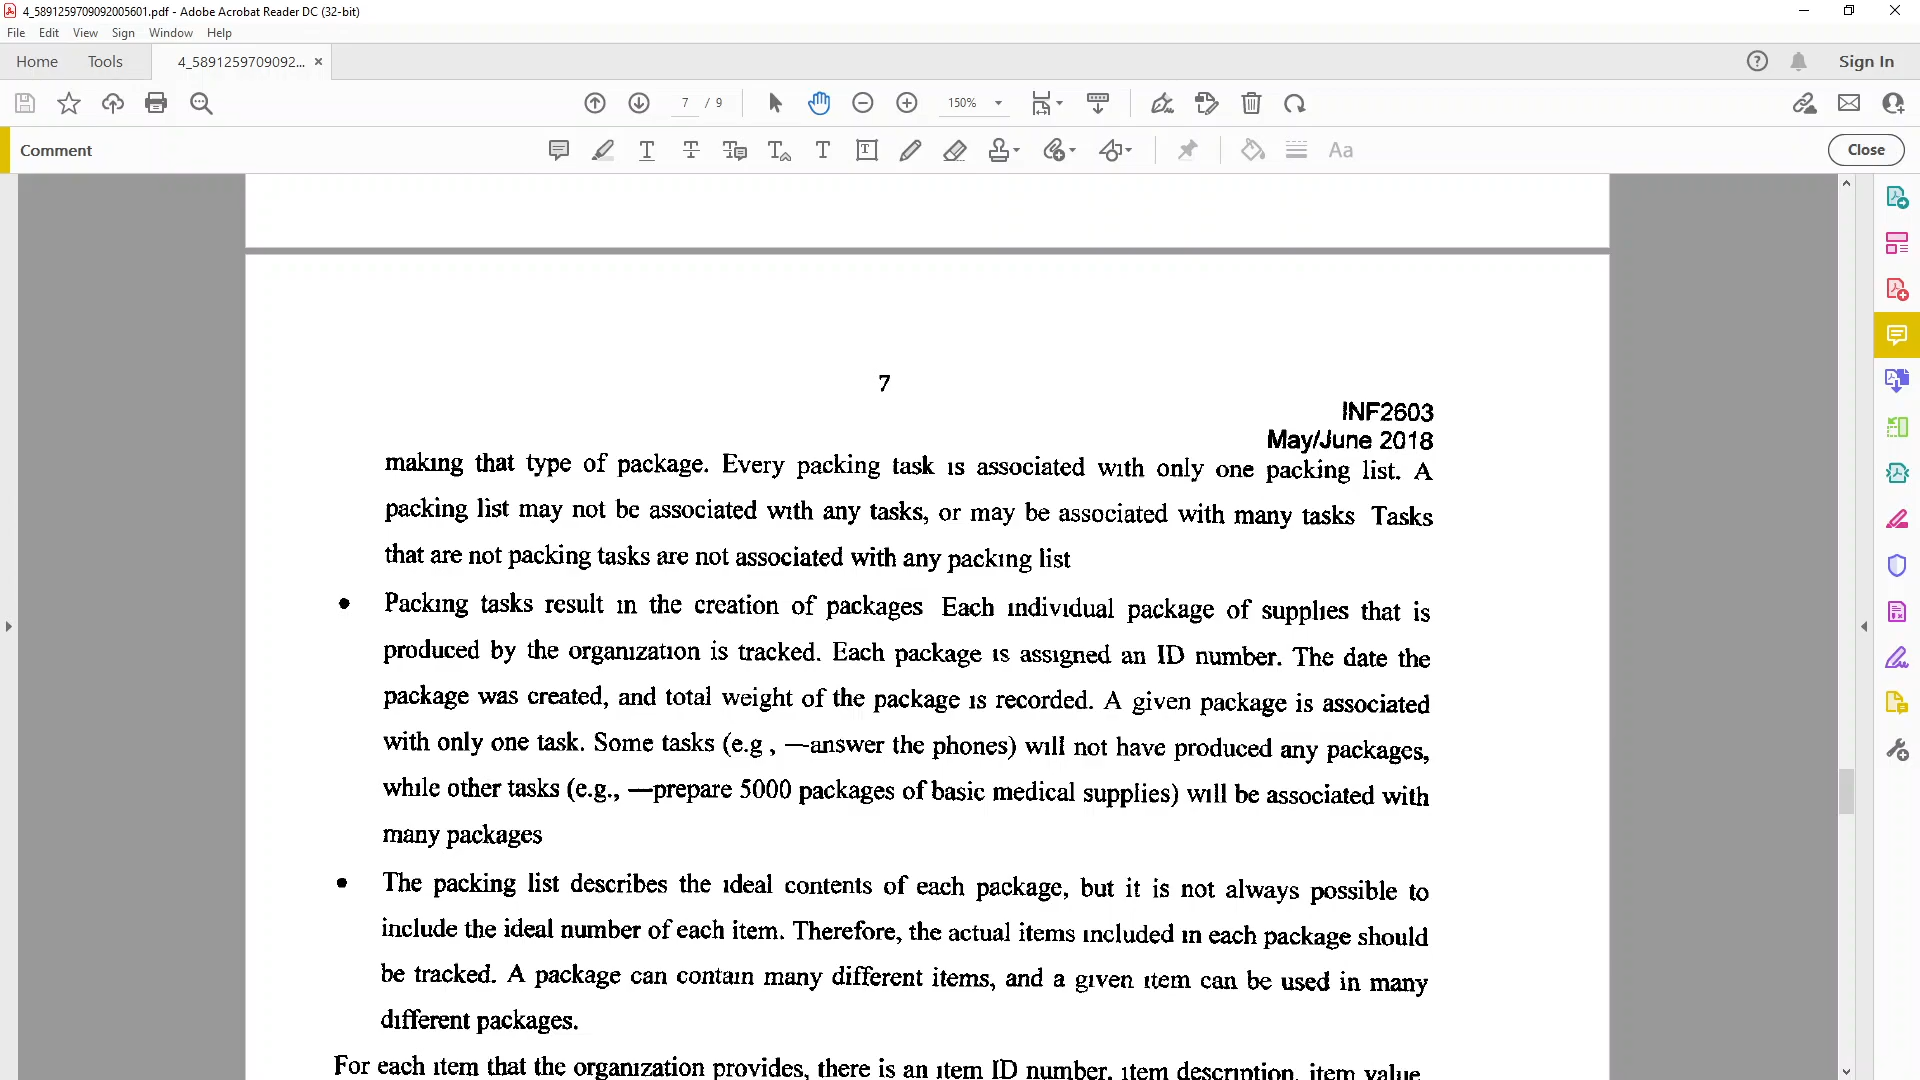 4_5891259709092005601.pdf - Adobe Acrobat Reader DC (32-bit)
File Edit View Sign Window Help
Home Tools 4_5891259709092... × Sign In
7 / 9 150%
Comment Close
7
INF2603
May/June 2018
making that type of package. Every packing task is associated with only one packing list. A
packing list may not be associated with any tasks, or may be associated with many tasks Tasks
that are not packing tasks are not associated with any packing list
• Packing tasks result in the creation of packages Each individual package of supplies that is
produced by the organization is tracked. Each package is assigned an ID number. The date the
package was created, and total weight of the package is recorded. A given package is associated
with only one task. Some tasks (e.g , —answer the phones) will not have produced any packages,
while other tasks (e.g., —prepare 5000 packages of basic medical supplies) will be associated with
many packages
• The packing list describes the ideal contents of each package, but it is not always possible to
include the ideal number of each item. Therefore, the actual items included in each package should
be tracked. A package can contain many different items, and a given item can be used in many
different packages.
For each item that the organization provides, there is an item ID number, item description, item value,